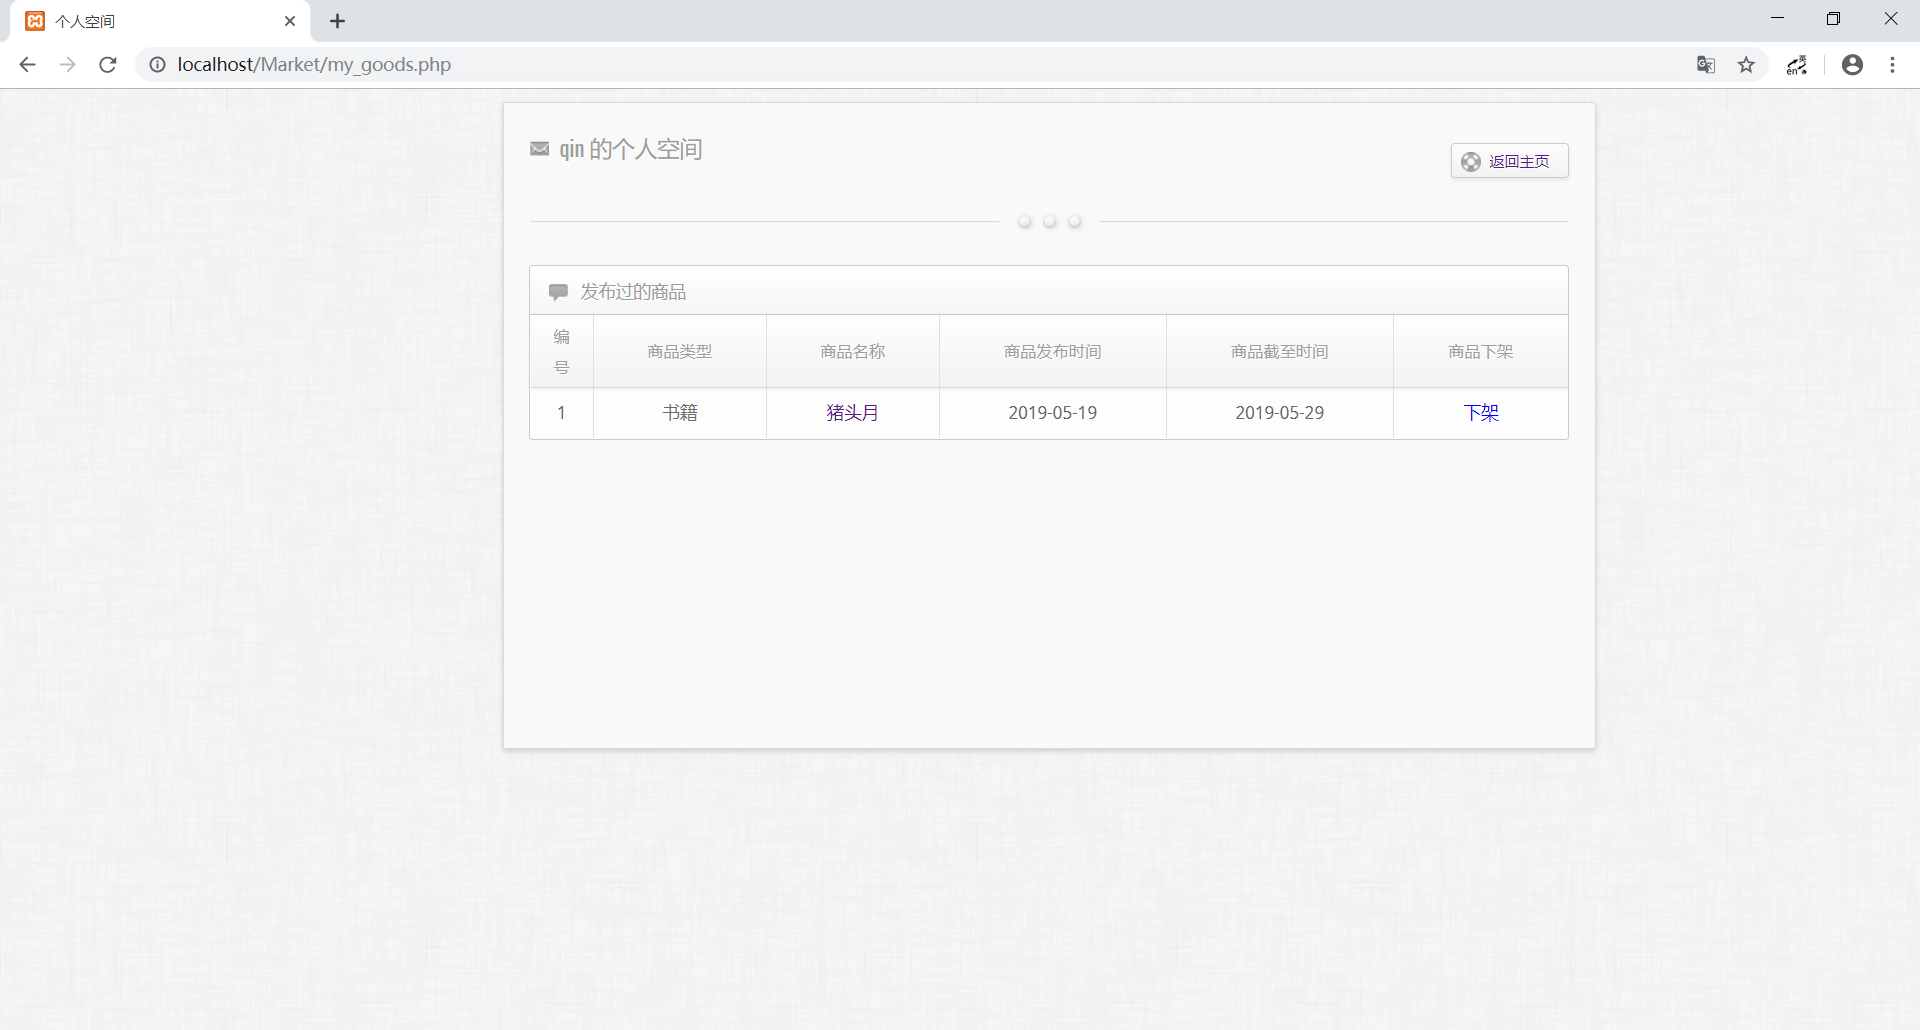 个人空间
localhost/Market/my_goods.php
英
en
qin 的个人空间
返回主页
发布过的商品
编号 商品类型 商品名称 商品发布时间 商品截至时间 商品下架
1 书籍 猪头月 2019-05-19 2019-05-29 下架